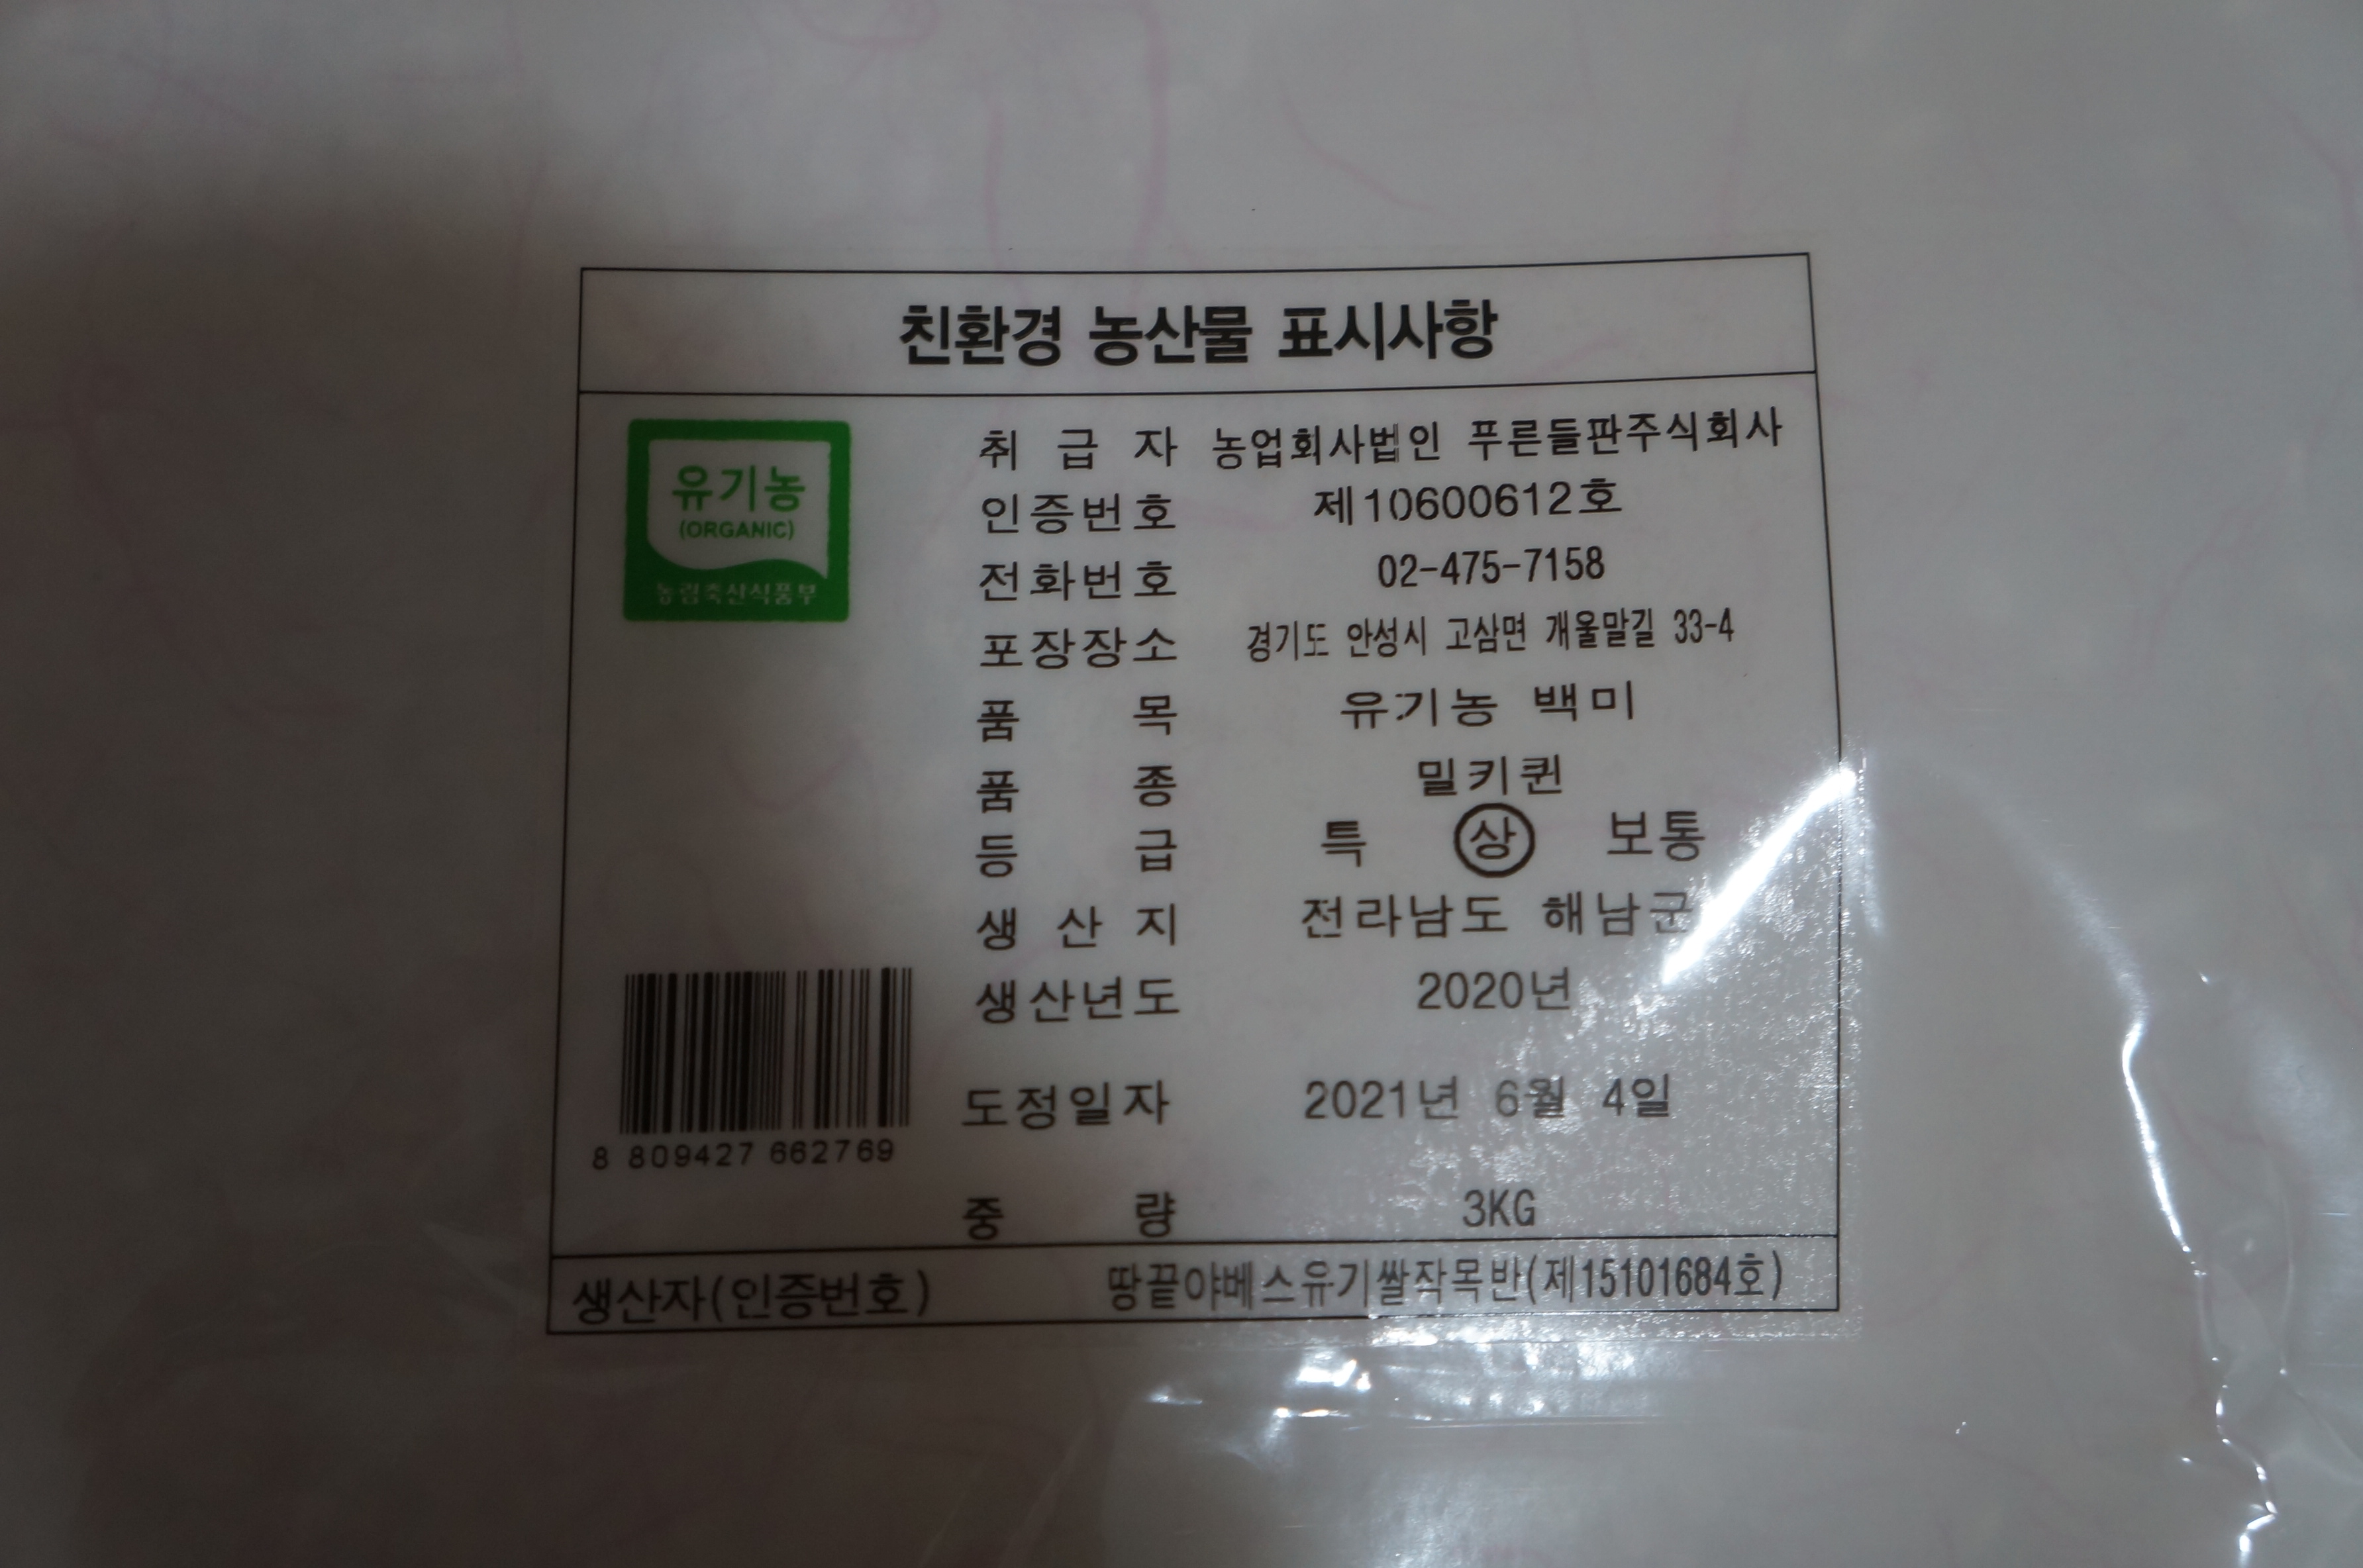 친환경 농산물 표시사항
유기농
(ORGANIC)
농림축산식품부
취 급 자 농업회사법인 푸른들판주식회사
인증번호 제10600612호
전화번호 02-475-7158
포장장소 경기도 안성시 고삼면 개울말길 33-4
품 목 유기농 백미
품 종 밀키퀸
등 급 특 상 보통
생 산 지 전라남도 해남군
생산년도 2020년
도정일자 2021년 6월 4일
8 809427 662769
중 량 3KG
생산자(인증번호) 땅끝야베스유기쌀작목반(제15101684호)